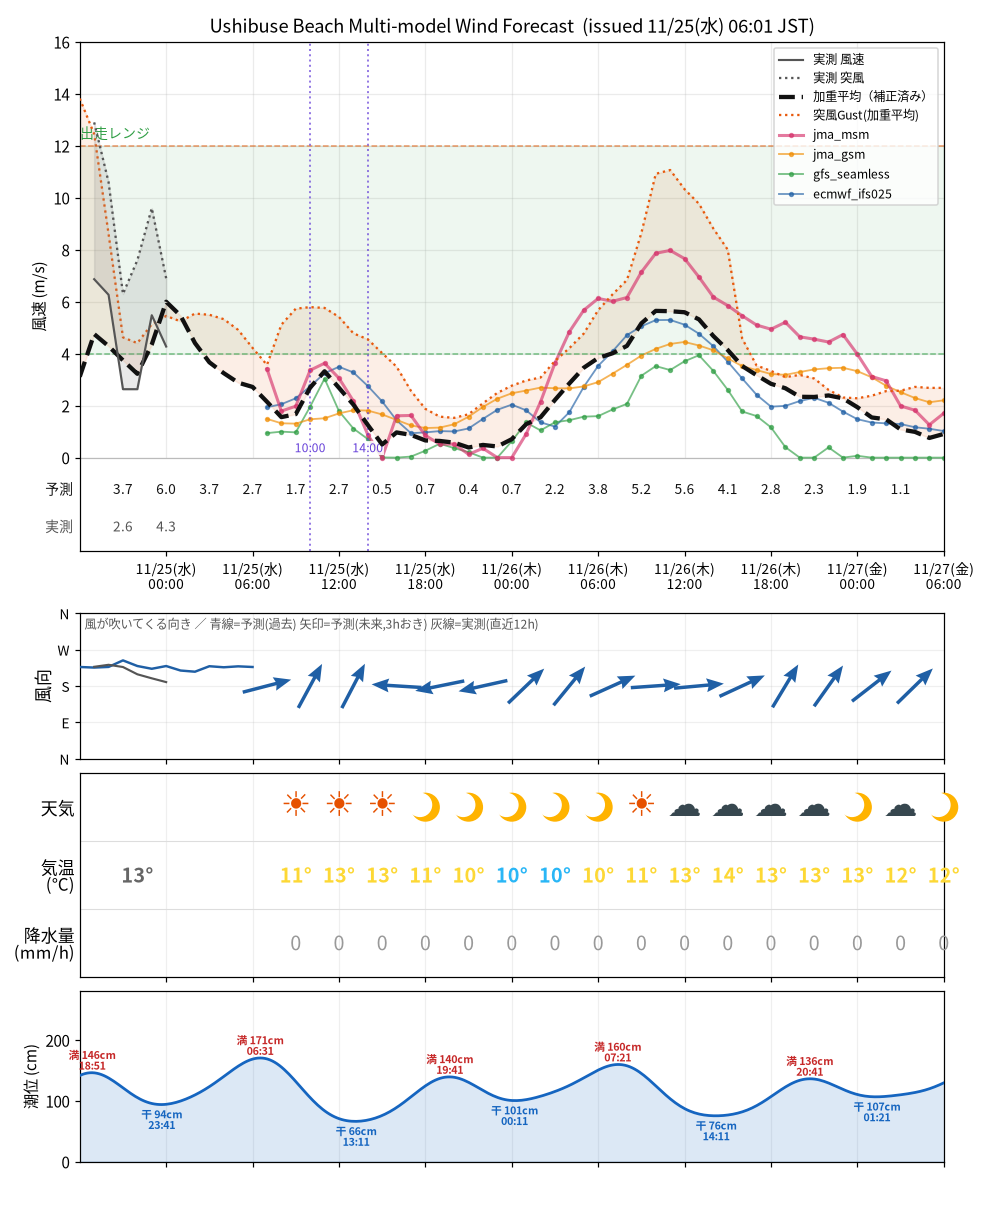 Ushibuse Beach Multi-model Wind Forecast (issued 11/25(水) 06:01 JST)
16
14
12
10
8
6
4
2
0
風速 (m/s)
出走レンジ
実測 風速
実測 突風
加重平均（補正済み）
突風Gust(加重平均)
jma_msm
jma_gsm
gfs_seamless
ecmwf_ifs025
10:00 14:00
予測 3.7 6.0 3.7 2.7 1.7 2.7 0.5 0.7 0.4 0.7 2.2 3.8 5.2 5.6 4.1 2.8 2.3 1.9 1.1
実測 2.6 4.3
11/25(水) 11/25(水) 11/25(水) 11/25(水) 11/26(木) 11/26(木) 11/26(木) 11/26(木) 11/27(金) 11/27(金)
00:00 06:00 12:00 18:00 00:00 06:00 12:00 18:00 00:00 06:00
風が吹いてくる向き ／ 青線=予測(過去) 矢印=予測(未来,3hおき) 灰線=実測(直近12h)
風向
N
W
S
E
N
天気
気温
(℃)
13° 11° 13° 13° 11° 10° 10° 10° 10° 11° 13° 14° 13° 13° 13° 12° 12°
降水量
(mm/h)
0 0 0 0 0 0 0 0 0 0 0 0 0 0 0 0
潮位 (cm)
200
100
0
満 146cm
18:51
干 94cm
23:41
満 171cm
06:31
干 66cm
13:11
満 140cm
19:41
干 101cm
00:11
満 160cm
07:21
干 76cm
14:11
満 136cm
20:41
干 107cm
01:21